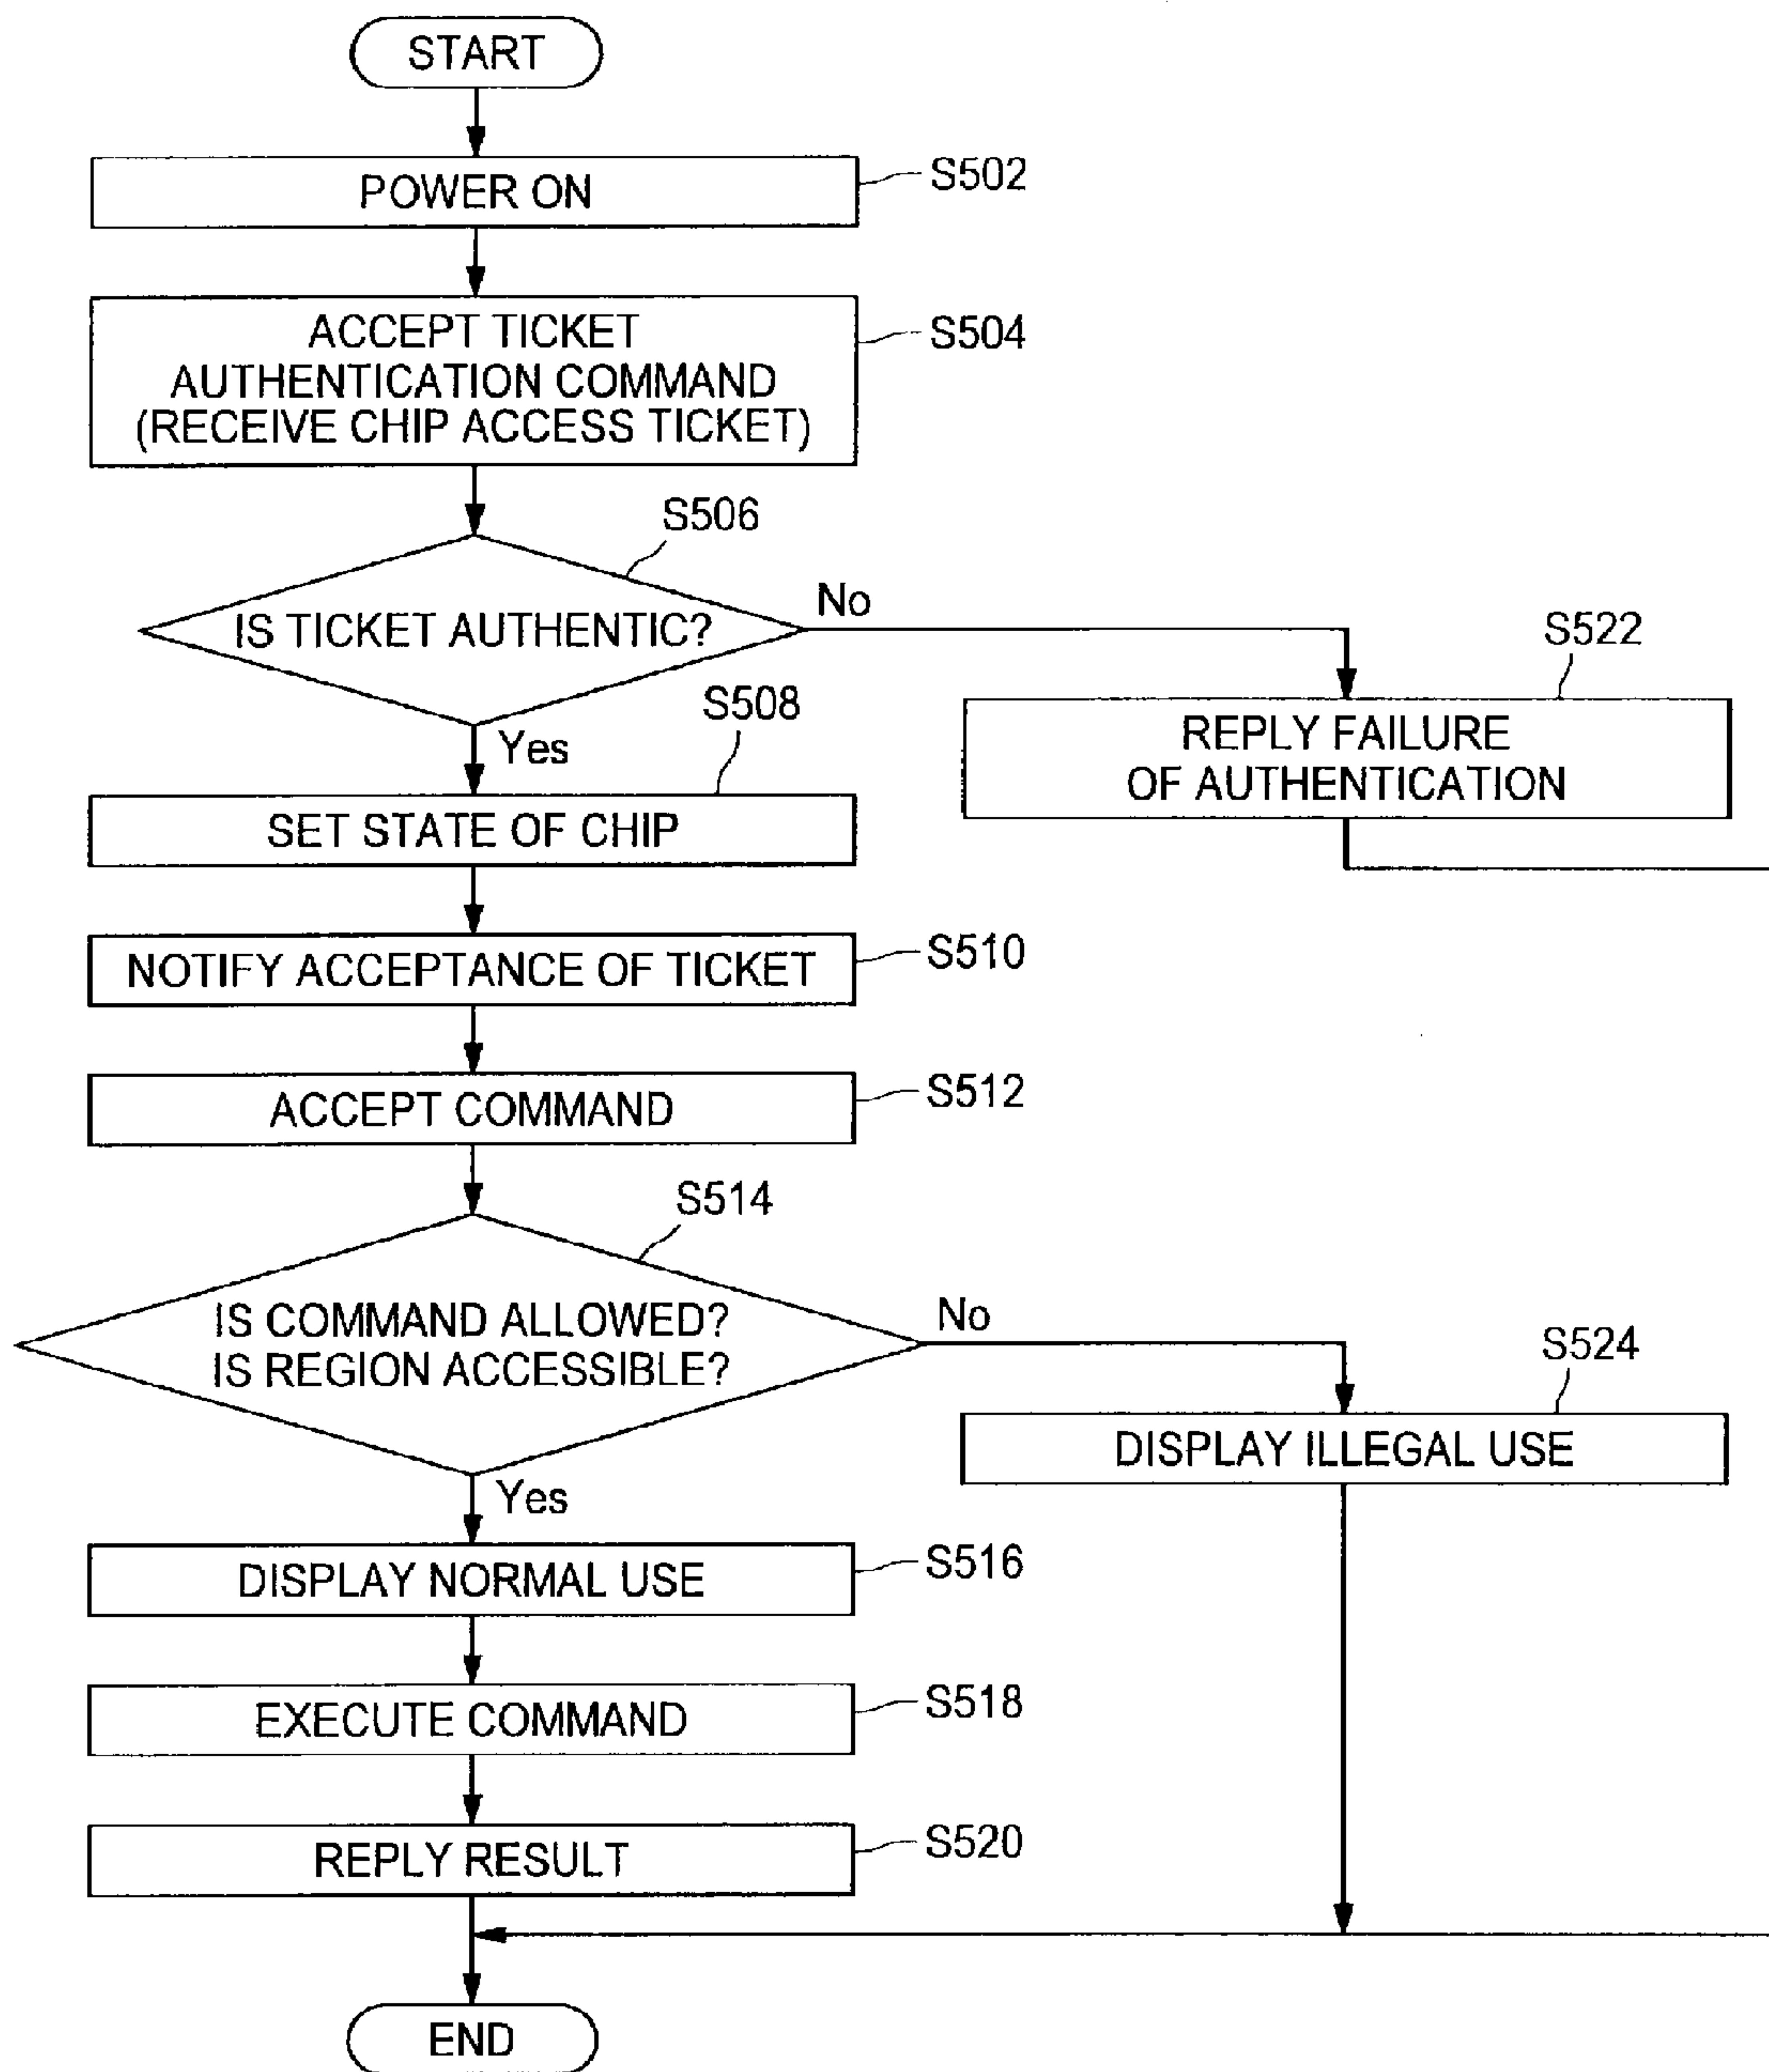 START
POWER ON
S502
ACCEPT TICKET
AUTHENTICATION COMMAND
(RECEIVE CHIP ACCESS TICKET)
S504
S506
IS TICKET AUTHENTIC?
No
Yes
S522
REPLY FAILURE
OF AUTHENTICATION
S508
SET STATE OF CHIP
NOTIFY ACCEPTANCE OF TICKET
S510
ACCEPT COMMAND
S512
S514
IS COMMAND ALLOWED?
IS REGION ACCESSIBLE?
No
Yes
S524
DISPLAY ILLEGAL USE
DISPLAY NORMAL USE
S516
EXECUTE COMMAND
S518
REPLY RESULT
S520
END